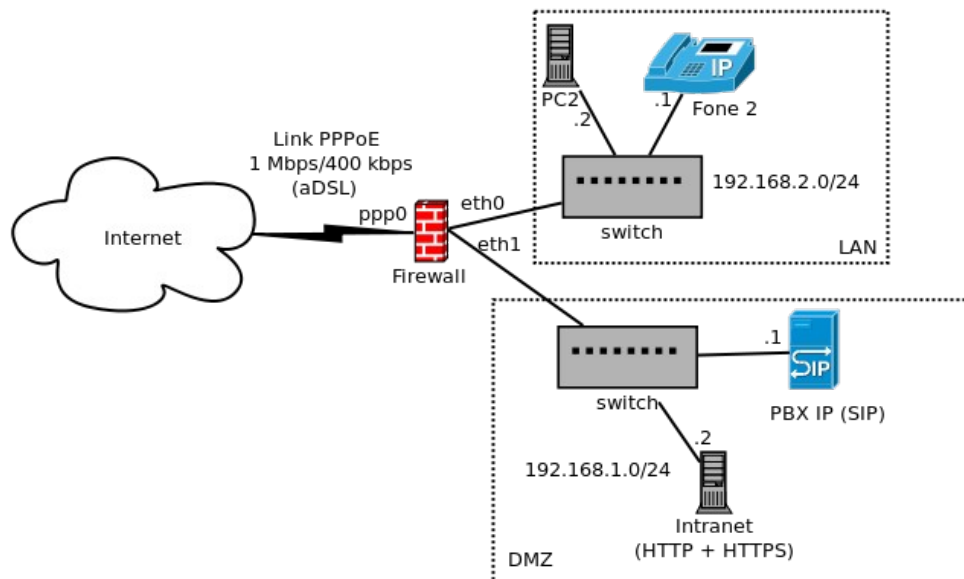 PC2
.2
IP
.1
Fone 2
192.168.2.0/24
switch
LAN
Link PPPoE
1 Mbps/400 kbps
(aDSL)
Internet
ppp0
eth0
eth1
Firewall
switch
.1
SIP
PBX IP (SIP)
.2
192.168.1.0/24
Intranet
(HTTP + HTTPS)
DMZ